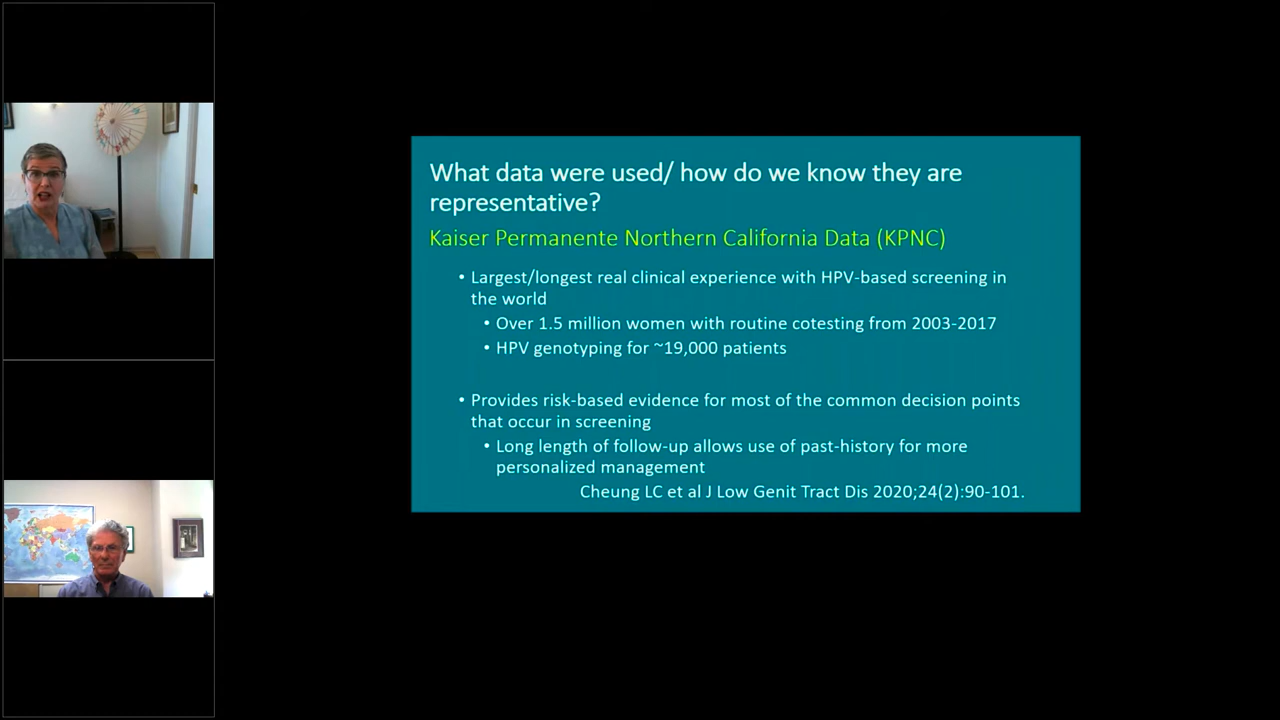 What data were used/ how do we know they are
representative?
Kaiser Permanente Northern California Data (KPNC)
• Largest/longest real clinical experience with HPV-based screening in
the world
• Over 1.5 million women with routine cotesting from 2003-2017
• HPV genotyping for ~19,000 patients
• Provides risk-based evidence for most of the common decision points
that occur in screening
• Long length of follow-up allows use of past-history for more
personalized management
Cheung LC et al J Low Genit Tract Dis 2020;24(2):90-101.